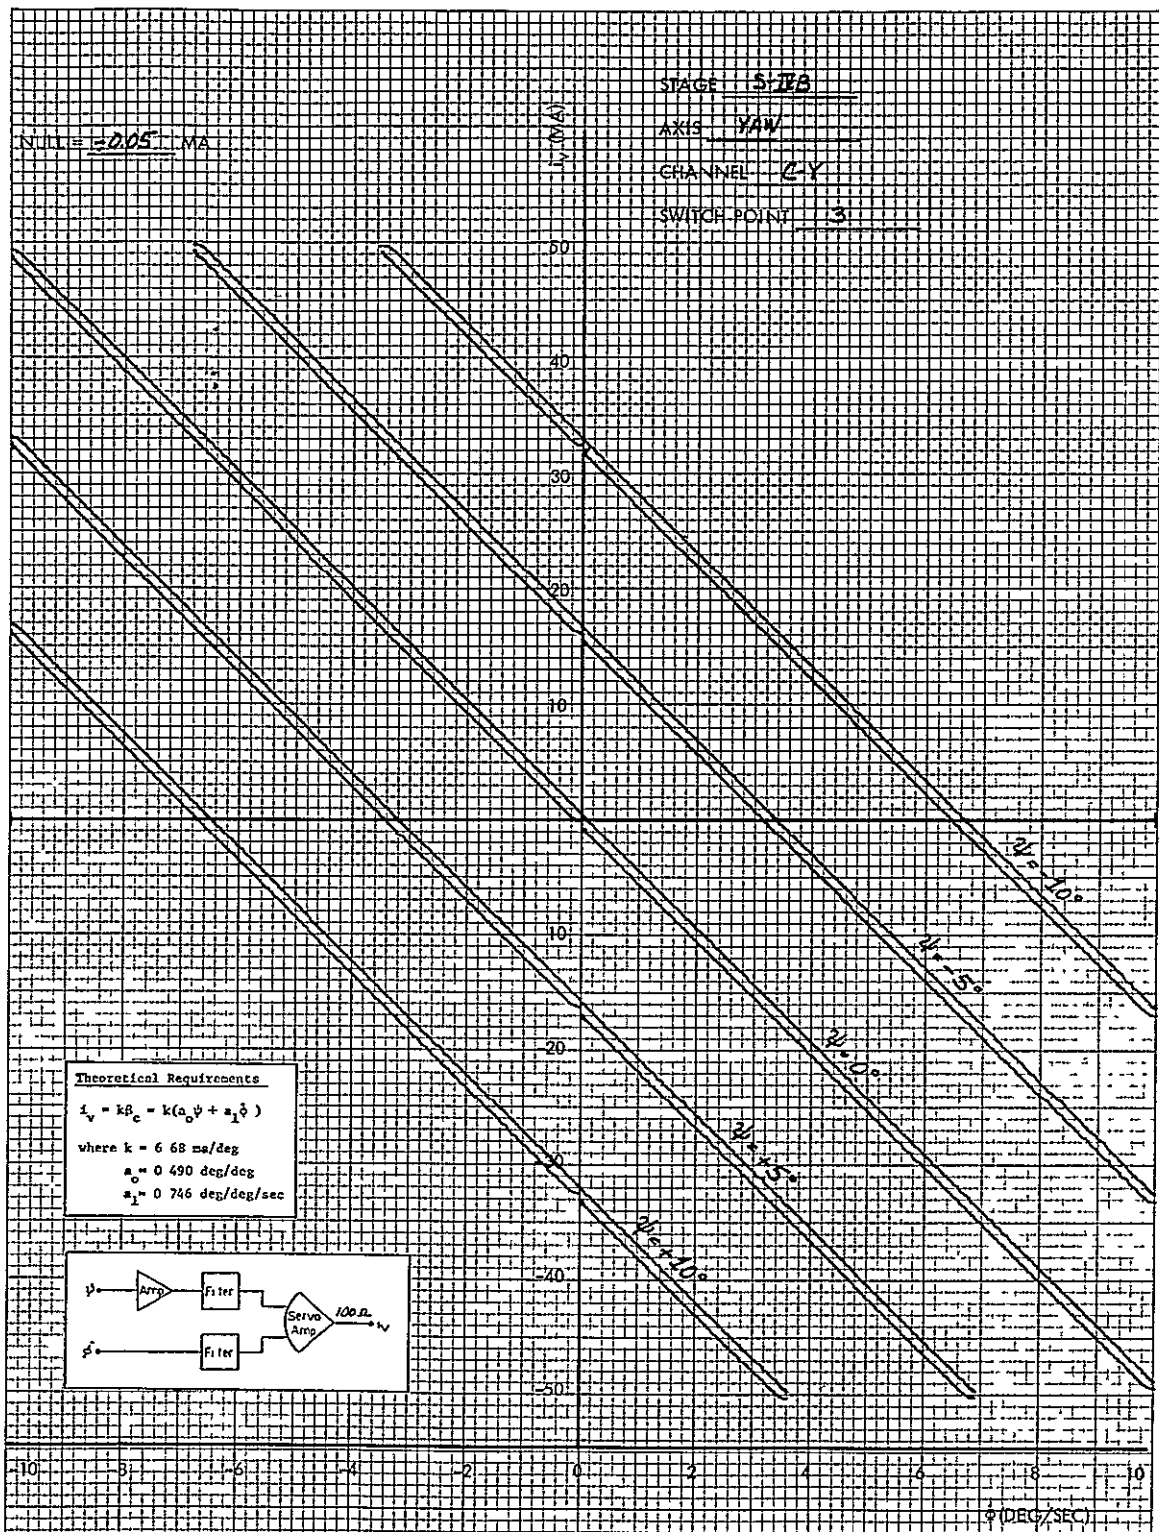 STAGE S-IVB
NULL = -0.05 MA
AXIS YAW
CHANNEL C-Y
SWITCH POINT 3
i_v (MA)
50
40
30
20
10
10
-20
-30
-40
-50
ψ = -10°
ψ = -5°
ψ = 0°
ψ = +5°
ψ = +10°
Theoretical Requirements
i_v = kβ_c = k(a_o ψ + a_1 φ̇ )
where k = 6 68 ma/deg
a_o = 0 490 deg/deg
a_1 = 0 746 deg/deg/sec
ψ Amp Filter
Servo Amp 100 Ω i_v
φ̇ Filter
-10 -8 -6 -4 -2 0 2 4 6 8 10
φ̇ (DEG/SEC)